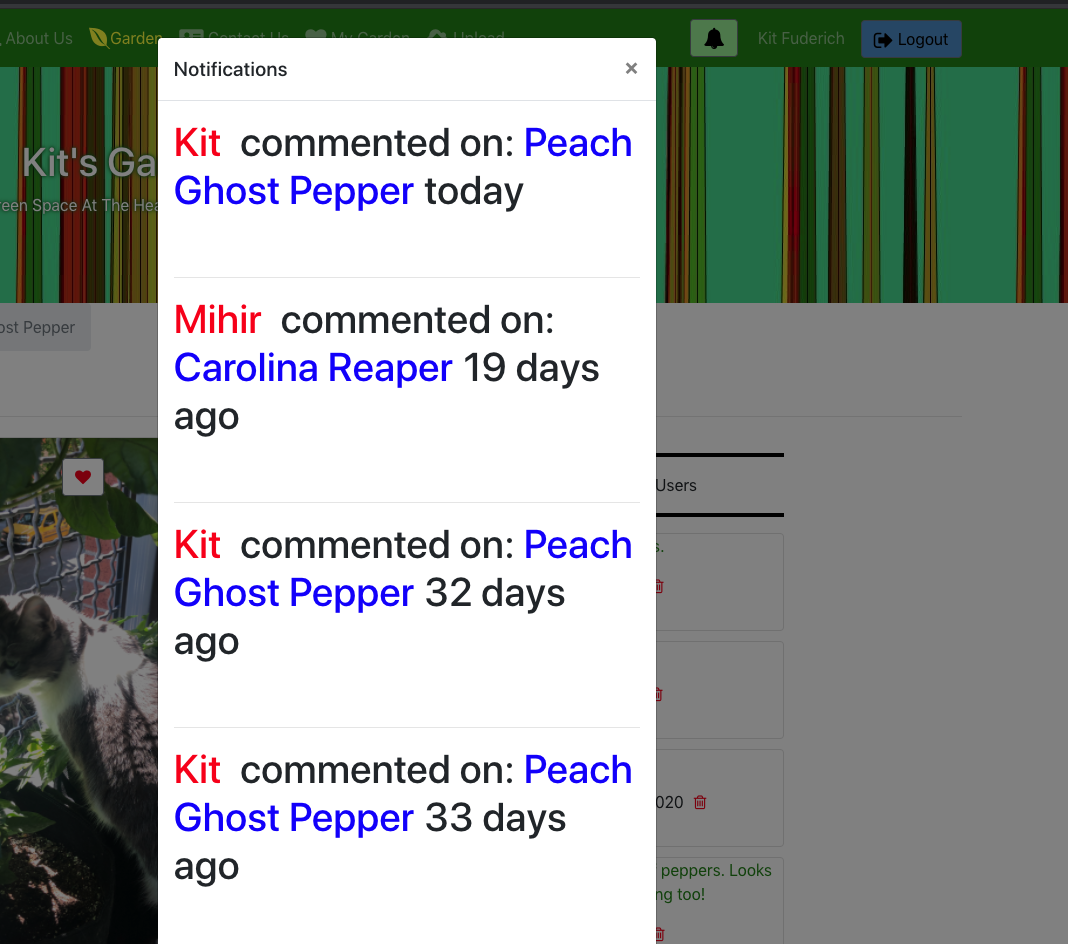 About Us Garden Contact Us My Garden Upload Kit Fuderich Logout
Notifications ×
Kit's Ga
reen Space At The Hea
Kit commented on: Peach
Ghost Pepper today
Mihir commented on:
ost Pepper
Carolina Reaper 19 days
ago
Users
Kit commented on: Peach
s.
Ghost Pepper 32 days
ago
Kit commented on: Peach
020
Ghost Pepper 33 days
ago
peppers. Looks
ng too!